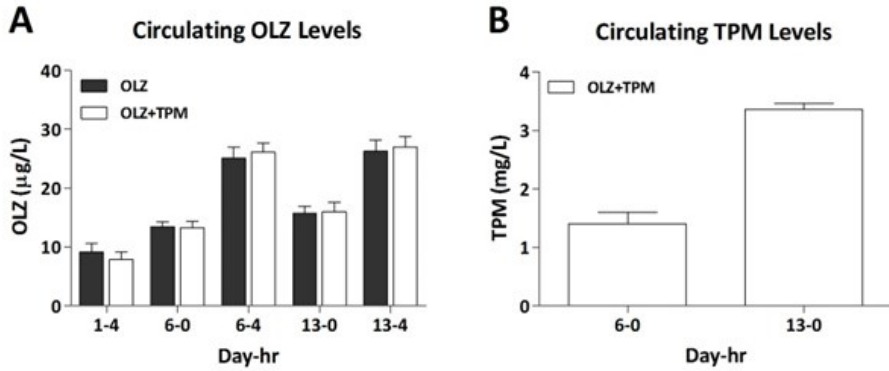 A
Circulating OLZ Levels
OLZ (µg/L)
40
30
20
10
0
OLZ
OLZ+TPM
1-4 6-0 6-4 13-0 13-4
Day-hr
B
Circulating TPM Levels
TPM (mg/L)
4
3
2
1
0
OLZ+TPM
6-0 13-0
Day-hr